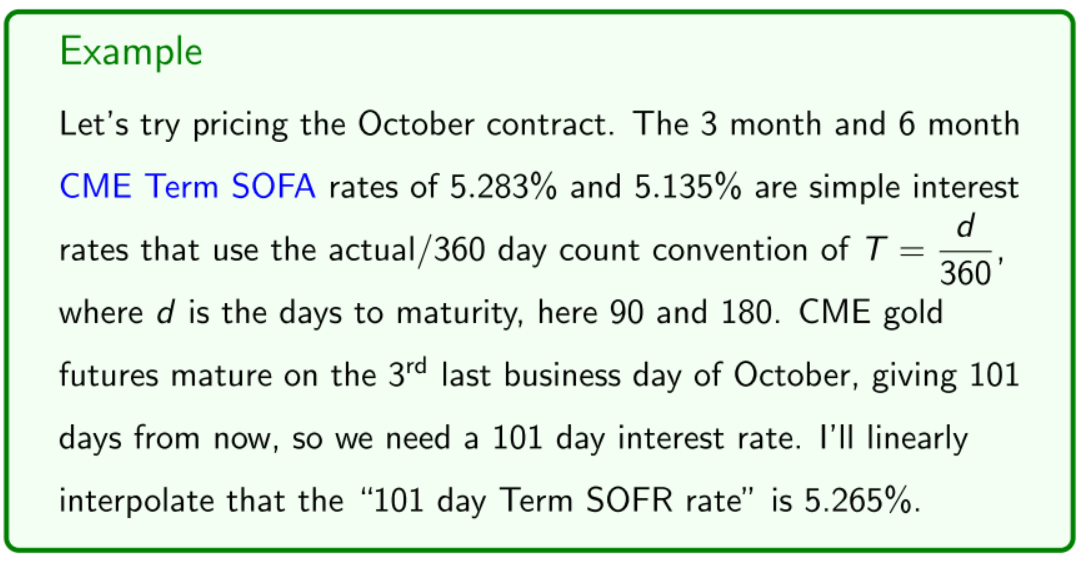 Example
Let's try pricing the October contract. The 3 month and 6 month
CME Term SOFA rates of 5.283% and 5.135% are simple interest
rates that use the actual/360 day count convention of T = d/360,
where d is the days to maturity, here 90 and 180. CME gold
futures mature on the 3rd last business day of October, giving 101
days from now, so we need a 101 day interest rate. I'll linearly
interpolate that the “101 day Term SOFR rate” is 5.265%.